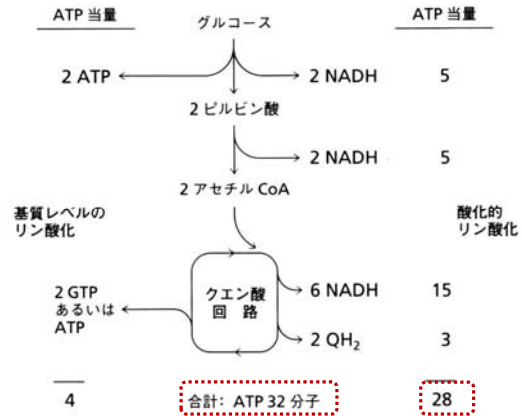 ATP 当量
グルコース
ATP 当量
2 ATP
2 NADH
5
2 ピルビン酸
2 NADH
5
2 アセチル CoA
基質レベルの
リン酸化
酸化的
リン酸化
クエン酸
回 路
2 GTP
あるいは
ATP
6 NADH
15
2 QH₂
3
4
合計: ATP 32 分子
28